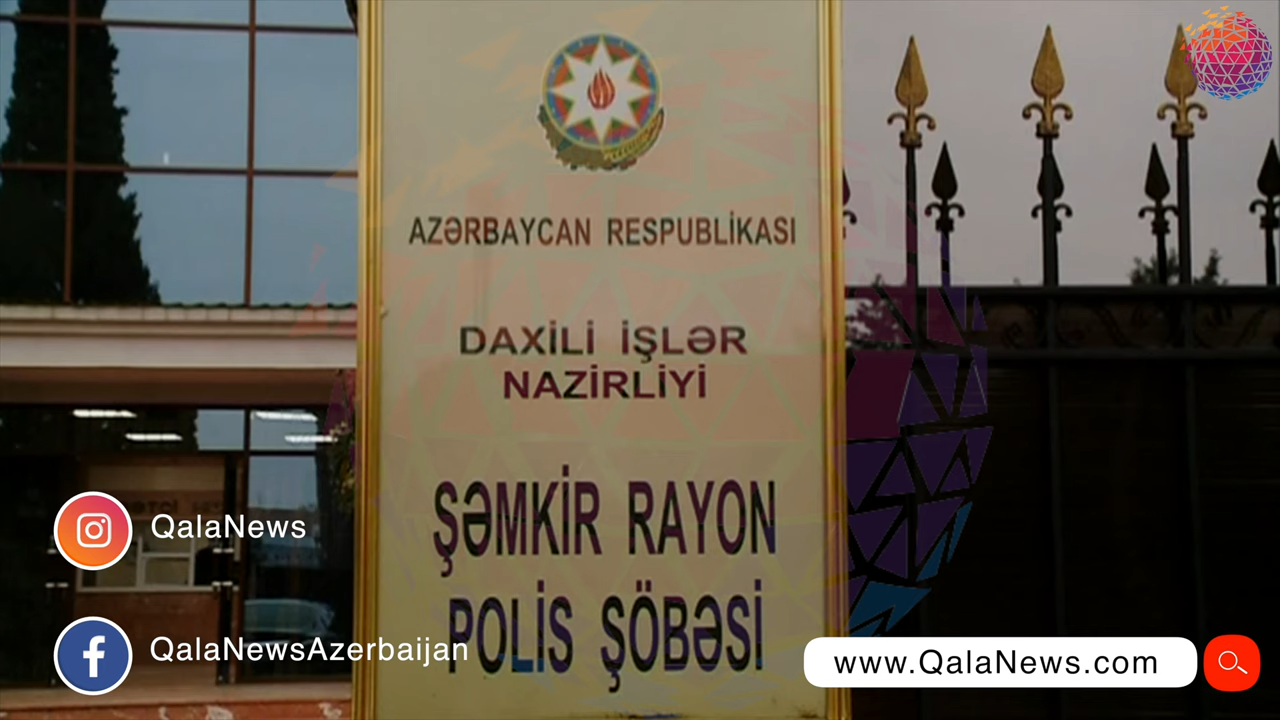 AZƏRBAYCAN RESPUBLİKASI
DAXİLİ İŞLƏR
NAZİRLİYİ
ŞƏMKİR RAYON
POLİS ŞÖBƏSİ
QalaNews
QalaNewsAzerbaijan
www.QalaNews.com